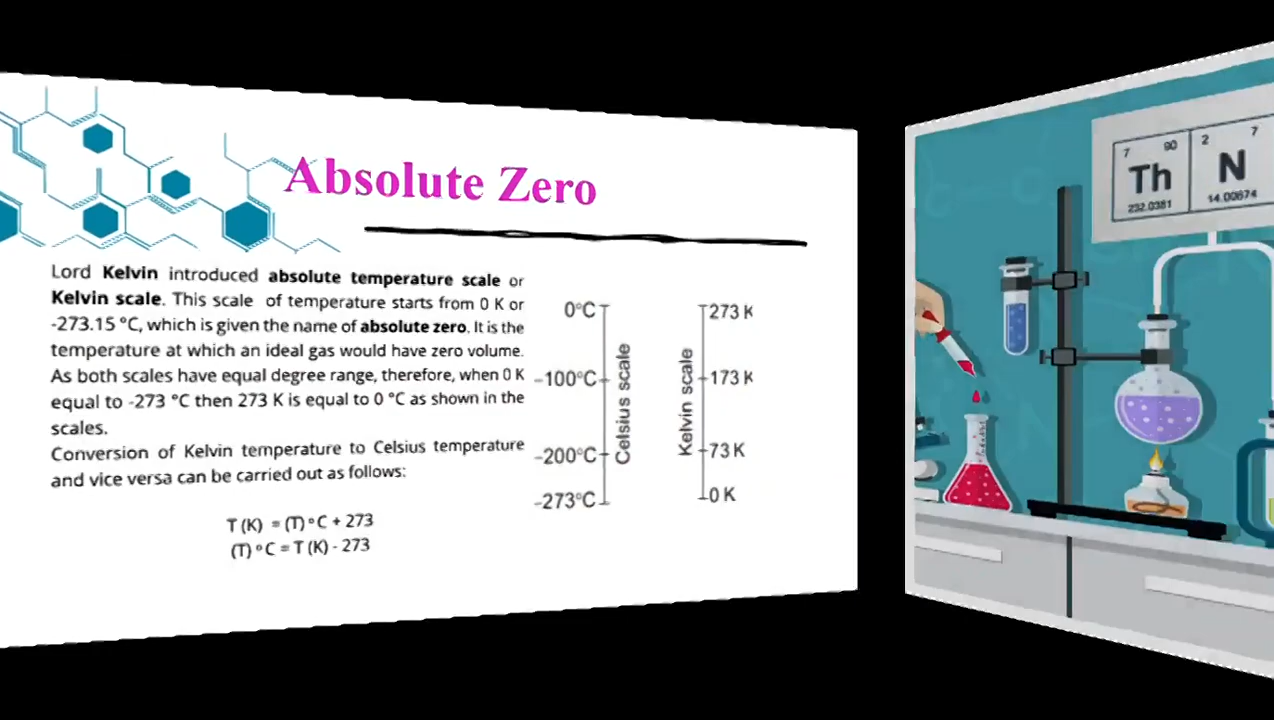 Absolute Zero
Lord Kelvin introduced absolute temperature scale or
Kelvin scale. This scale of temperature starts from 0 K or
-273.15 °C, which is given the name of absolute zero. It is the
temperature at which an ideal gas would have zero volume.
As both scales have equal degree range, therefore, when 0 K
equal to -273 °C then 273 K is equal to 0 °C as shown in the
scales.
Conversion of Kelvin temperature to Celsius temperature
and vice versa can be carried out as follows:
T (K) = (T) °C + 273
(T) °C = T (K) - 273
0°C
-100°C
-200°C
-273°C
Celsius scale
Kelvin scale
273 K
173 K
73 K
0 K
7 90
Th
232.0381
2 7
N
14.00674